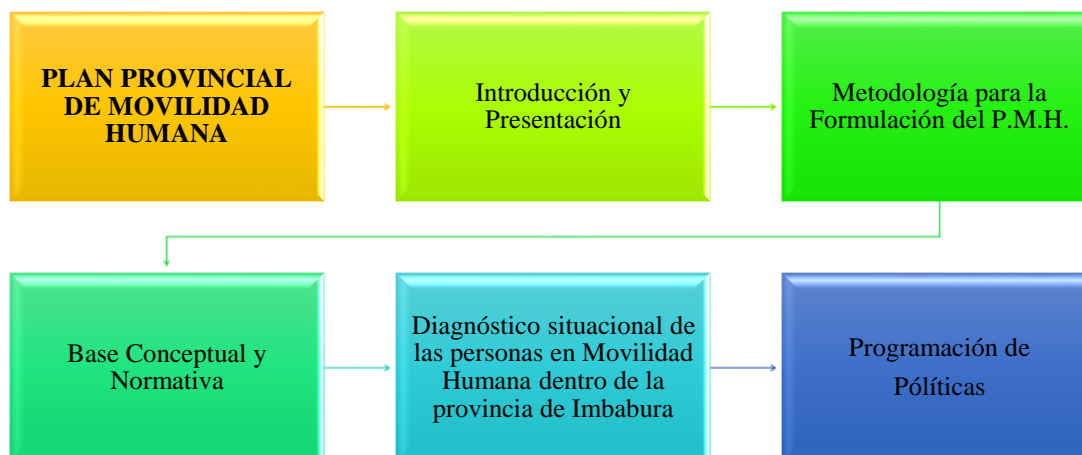 PLAN PROVINCIAL
DE MOVILIDAD
HUMANA
Introducción y
Presentación
Metodología para la
Formulación del P.M.H.
Base Conceptual y
Normativa
Diagnóstico situacional de
las personas en Movilidad
Humana dentro de la
provincia de Imbabura
Programación de
Pólíticas